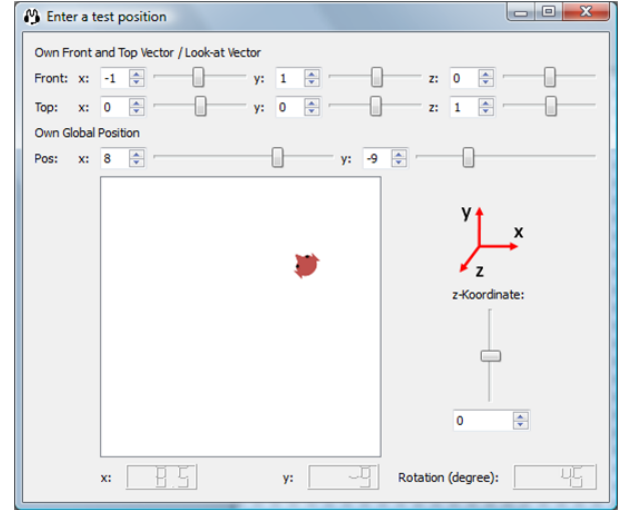 Enter a test position
Own Front and Top Vector / Look-at Vector
Front: x: -1 y: 1 z: 0
Top: x: 0 y: 0 z: 1
Own Global Position
Pos: x: 8 y: -9
y
x
z
z-Koordinate:
0
x: 8.5 y: -9 Rotation (degree): 45